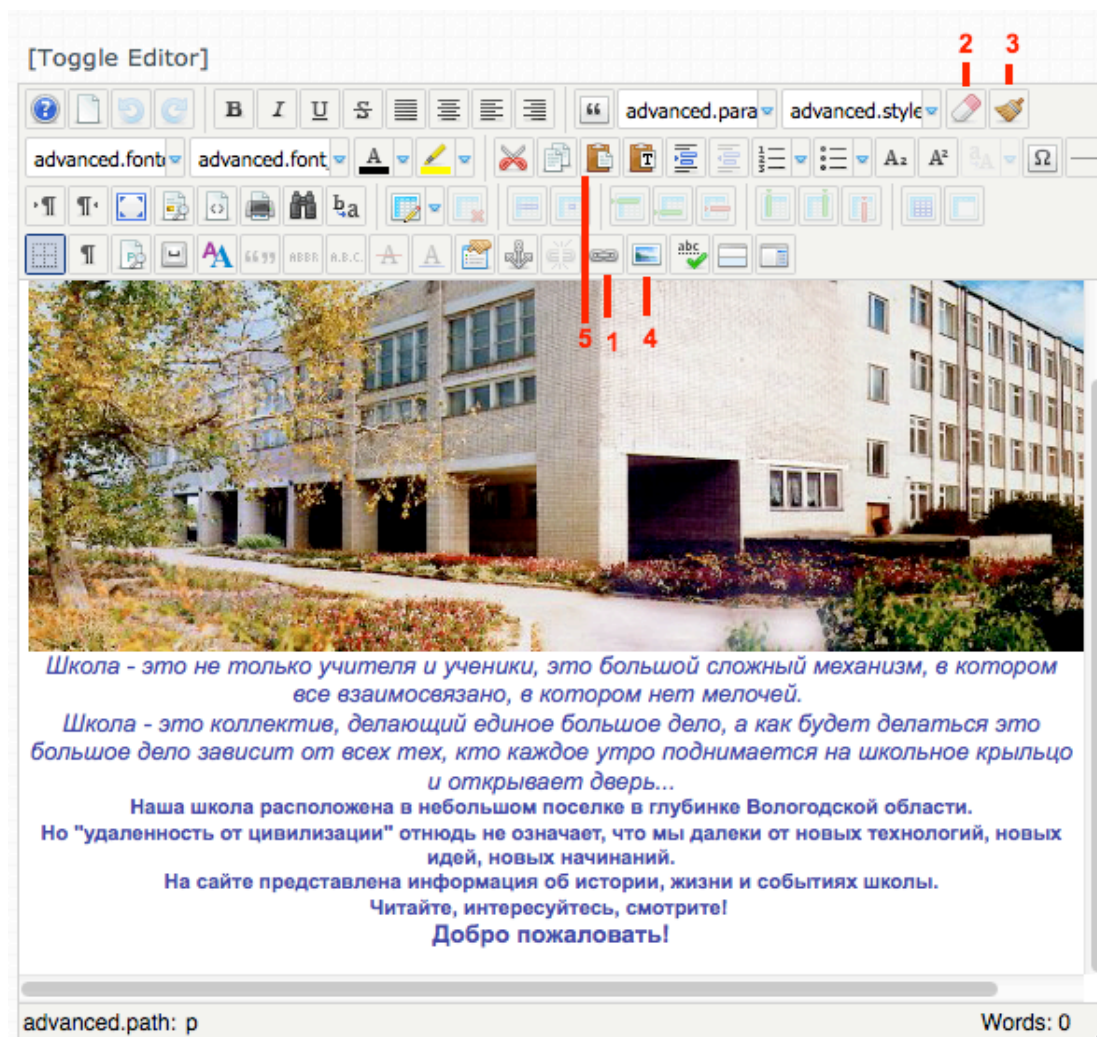 2 3
[Toggle Editor]
B I U S “ advanced.para advanced.style
advanced.font advanced.font A T A₂ A² Ω
b a
“ ” ABBR A.B.C. A A abc
5 1 4
Школа - это не только учителя и ученики, это большой сложный механизм, в котором
все взаимосвязано, в котором нет мелочей.
Школа - это коллектив, делающий единое большое дело, а как будет делаться это
большое дело зависит от всех тех, кто каждое утро поднимается на школьное крыльцо
и открывает дверь...
Наша школа расположена в небольшом поселке в глубинке Вологодской области.
Но "удаленность от цивилизации" отнюдь не означает, что мы далеки от новых технологий, новых
идей, новых начинаний.
На сайте представлена информация об истории, жизни и событиях школы.
Читайте, интересуйтесь, смотрите!
Добро пожаловать!
advanced.path: p Words: 0